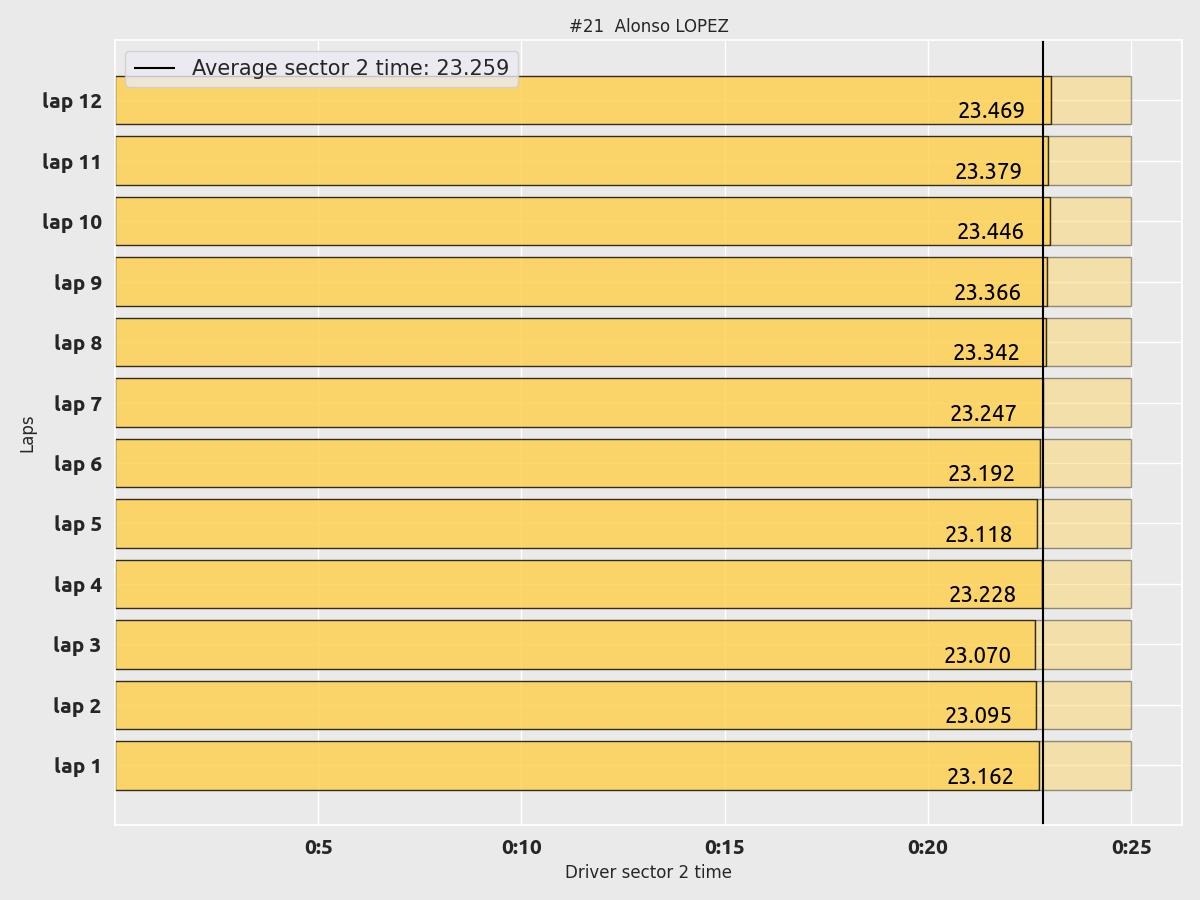 #21 Alonso LOPEZ
Average sector 2 time: 23.259
lap 12 23.469
lap 11 23.379
lap 10 23.446
lap 9 23.366
lap 8 23.342
lap 7 23.247
lap 6 23.192
lap 5 23.118
lap 4 23.228
lap 3 23.070
lap 2 23.095
lap 1 23.162
Laps
0:5 0:10 0:15 0:20 0:25
Driver sector 2 time